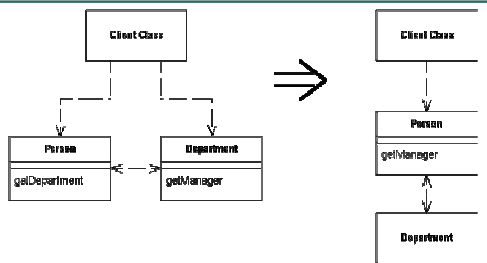 Client Class
Person
getDepartment
Department
getManager
Client Class
Person
getManager
Department